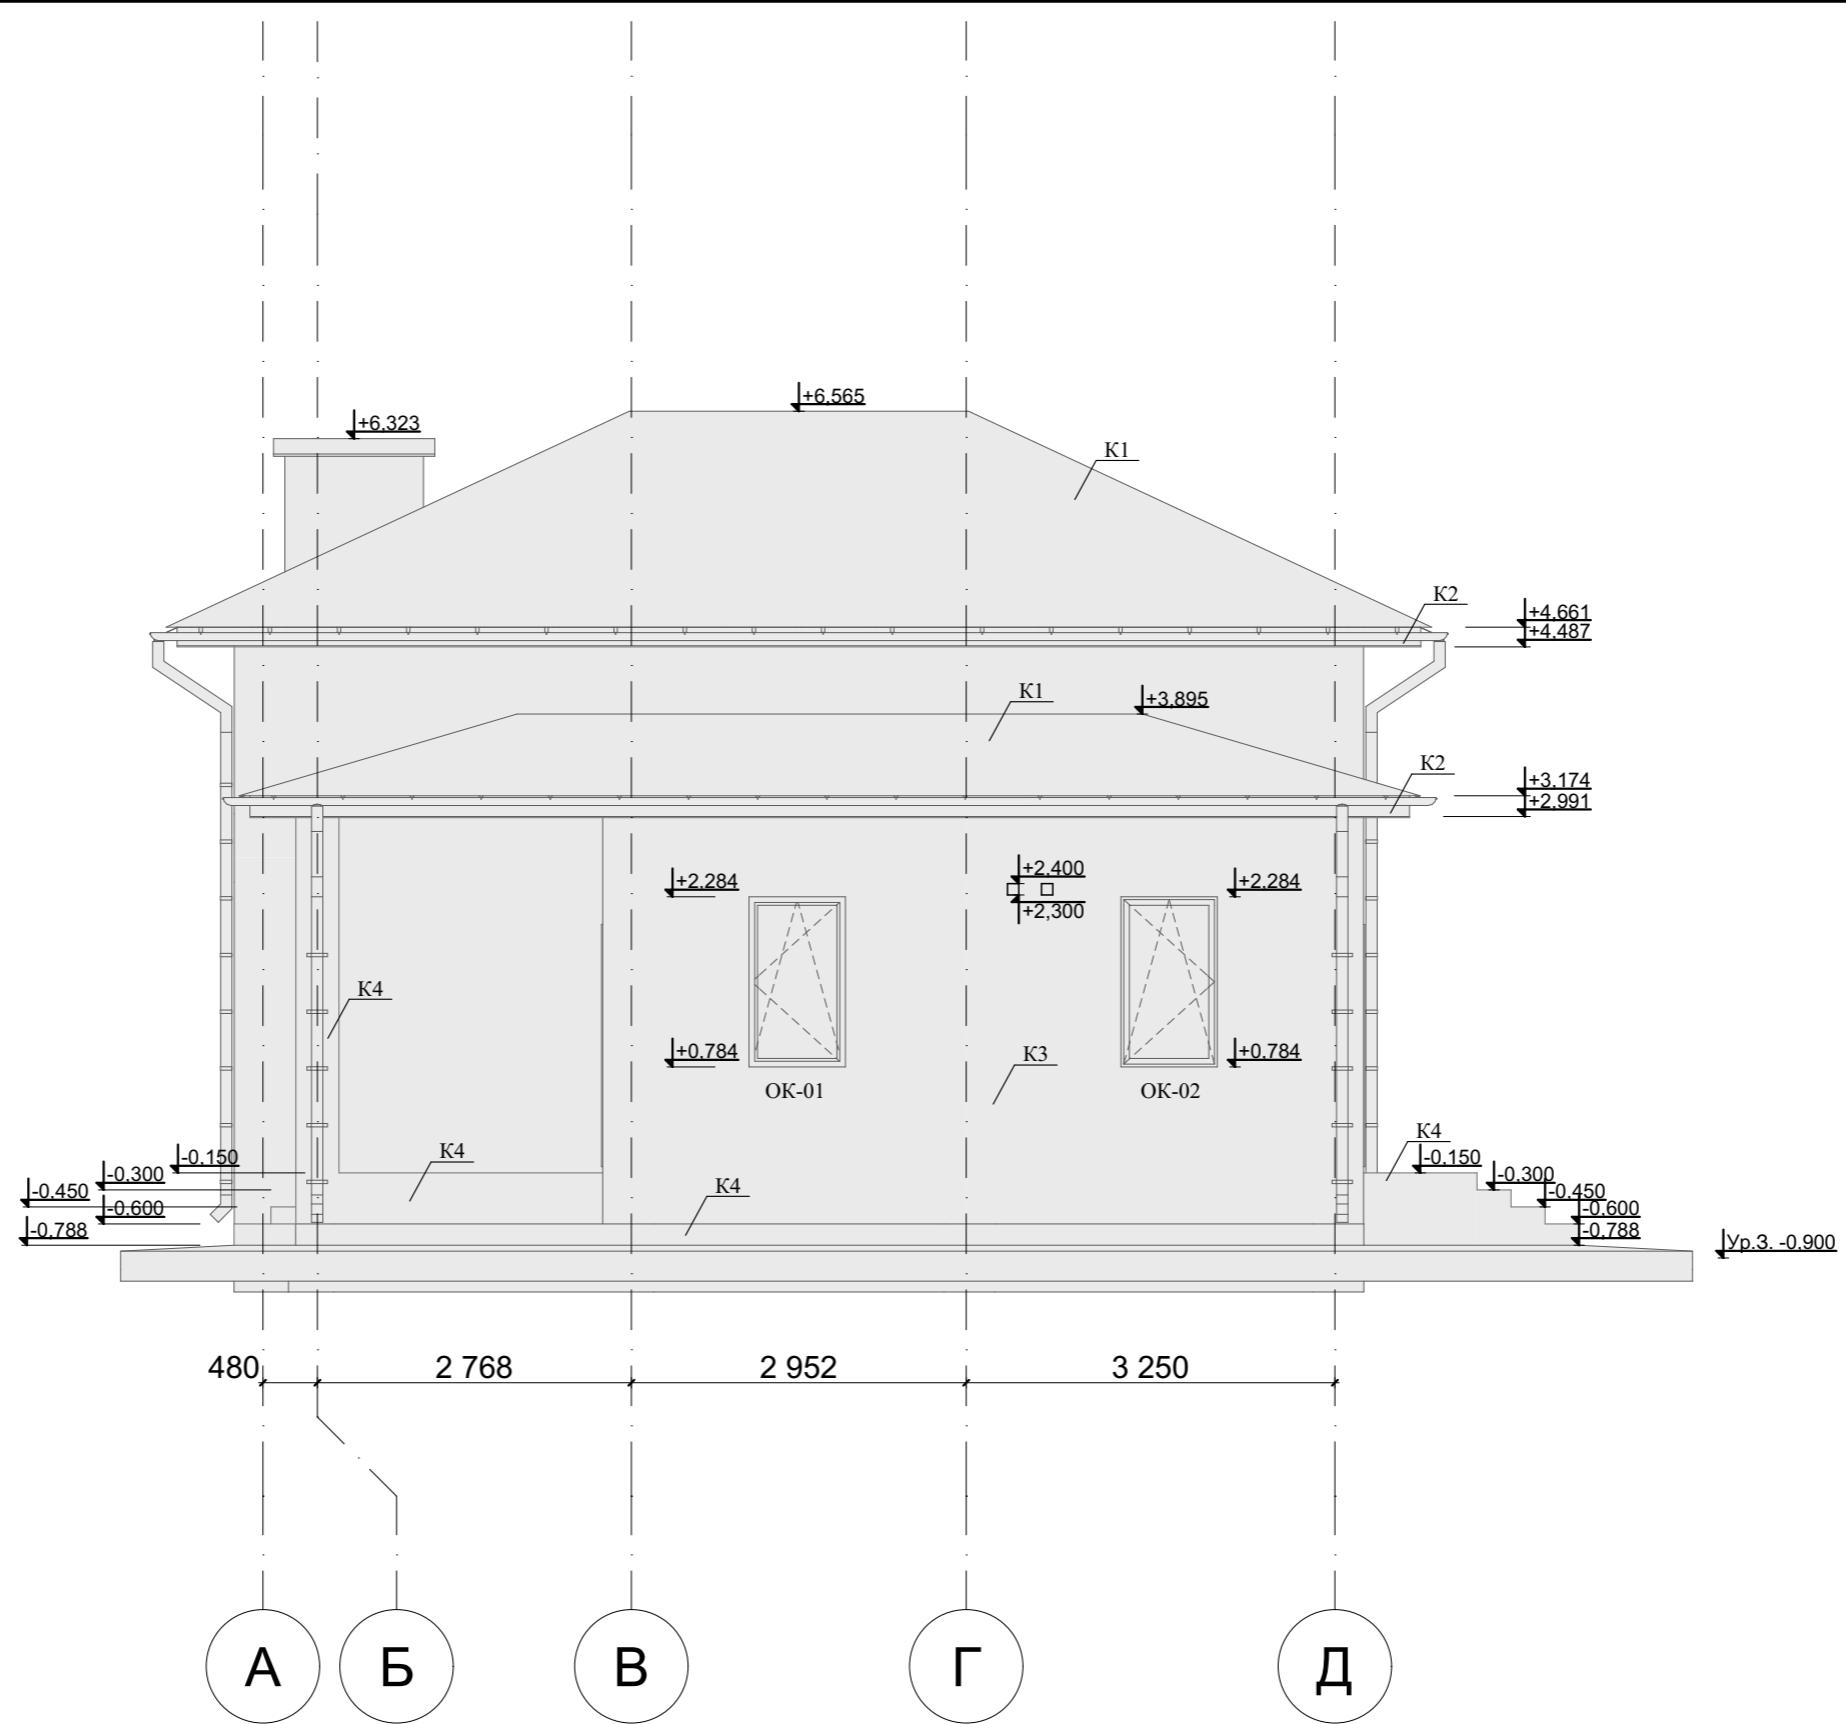 +6,565
+6,323
К1
К2
+4,661
+4,487
К1
+3,895
К2
+3,174
+2,991
+2,284
+2,400
+2,284
+2,300
К4
+0,784
К3
+0,784
ОК-01
ОК-02
К4
К4
-0,150
-0,150
-0,300
-0,300
К4
-0,450
-0,450
-0,600
-0,600
-0,788
-0,788
Ур.З. -0,900
480
2 768
2 952
3 250
А
Б
В
Г
Д